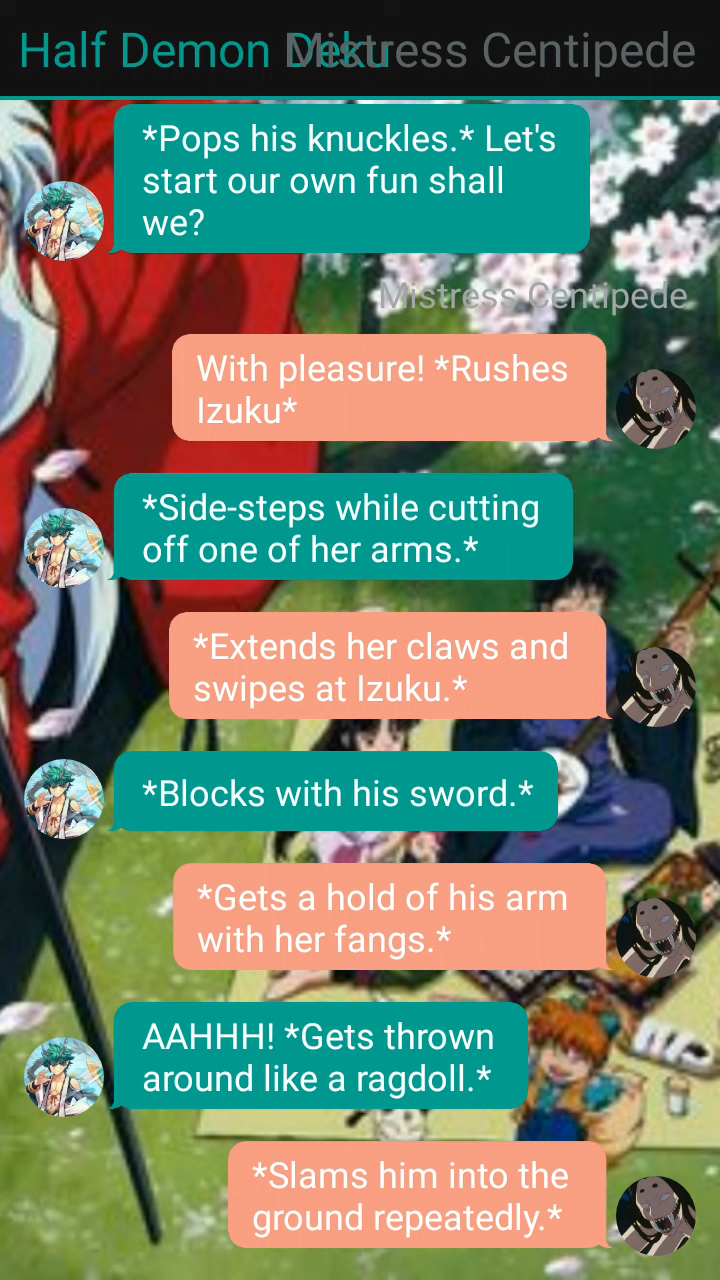 Half Demon Deku Mistress Centipede
*Pops his knuckles.* Let's
start our own fun shall
we?
Mistress Centipede
With pleasure! *Rushes
Izuku*
*Side-steps while cutting
off one of her arms.*
*Extends her claws and
swipes at Izuku.*
*Blocks with his sword.*
*Gets a hold of his arm
with her fangs.*
AAHHH! *Gets thrown
around like a ragdoll.*
*Slams him into the
ground repeatedly.*